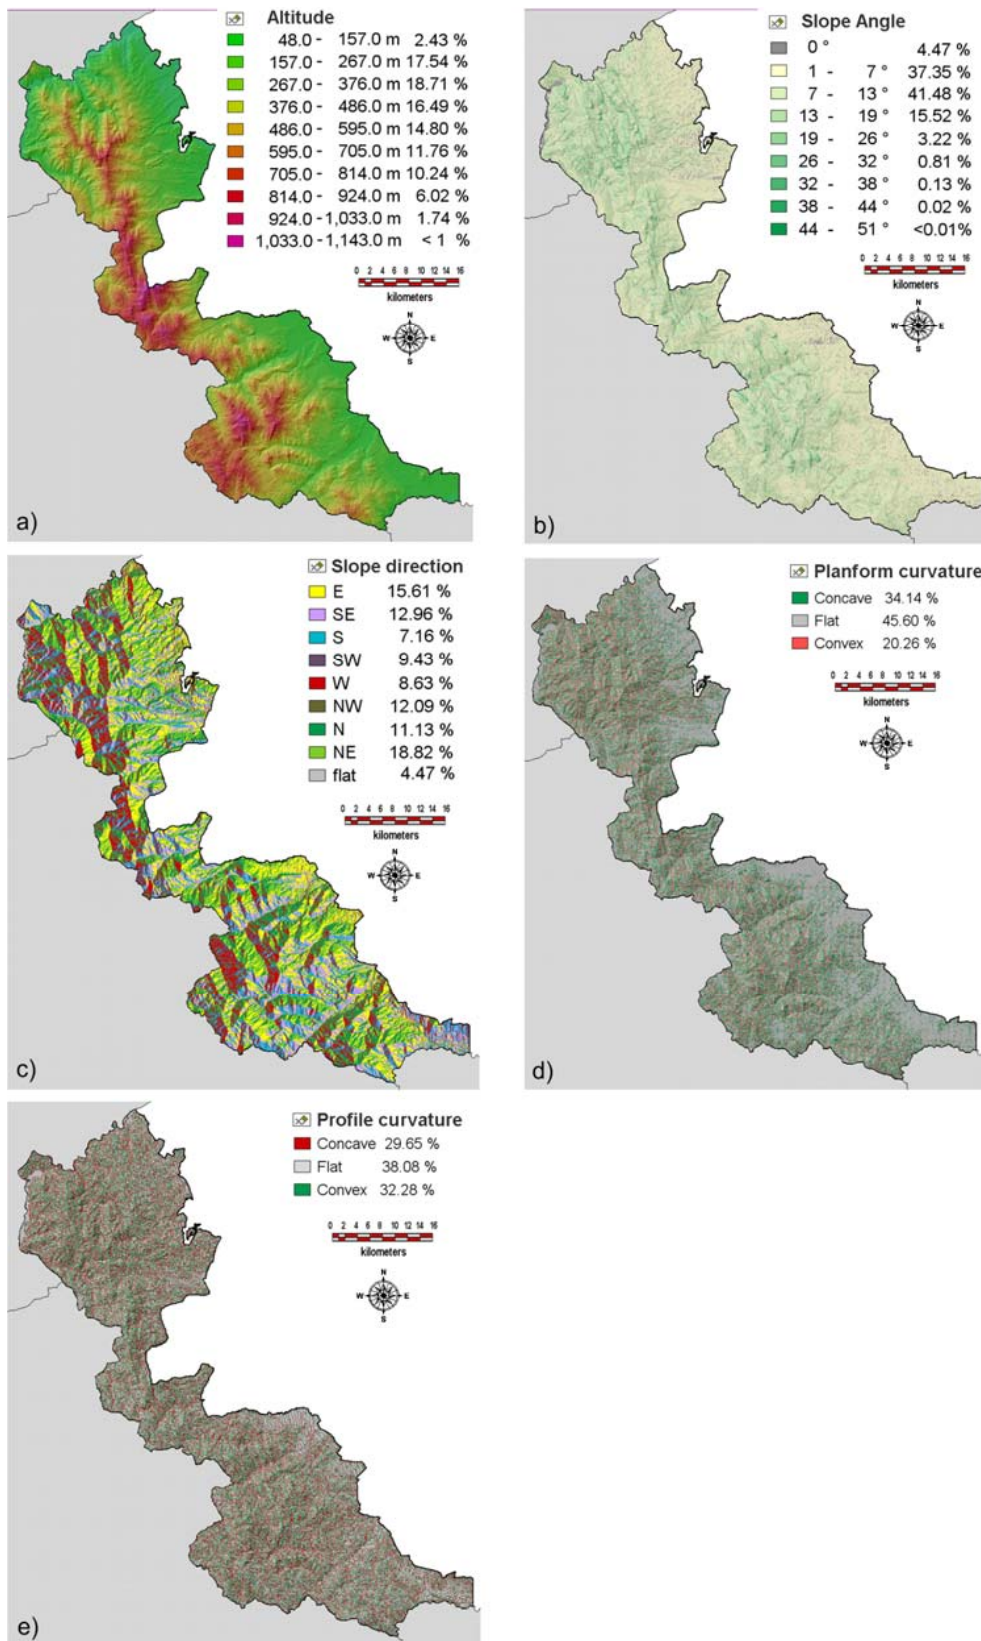 Altitude
48.0 - 157.0 m 2.43 %
157.0 - 267.0 m 17.54 %
267.0 - 376.0 m 18.71 %
376.0 - 486.0 m 16.49 %
486.0 - 595.0 m 14.80 %
595.0 - 705.0 m 11.76 %
705.0 - 814.0 m 10.24 %
814.0 - 924.0 m 6.02 %
924.0 - 1,033.0 m 1.74 %
1,033.0 - 1,143.0 m < 1 %
0 2 4 6 8 10 12 14 16
kilometers
N
W E
S
a)
Slope Angle
0 ° 4.47 %
1 - 7 ° 37.35 %
7 - 13 ° 41.48 %
13 - 19 ° 15.52 %
19 - 26 ° 3.22 %
26 - 32 ° 0.81 %
32 - 38 ° 0.13 %
38 - 44 ° 0.02 %
44 - 51 ° <0.01 %
0 2 4 6 8 10 12 14 16
kilometers
N
W E
S
b)
Slope direction
E 15.61 %
SE 12.96 %
S 7.16 %
SW 9.43 %
W 8.63 %
NW 12.09 %
N 11.13 %
NE 18.82 %
flat 4.47 %
0 2 4 6 8 10 12 14 16
kilometers
N
W E
S
c)
Planform curvature
Concave 34.14 %
Flat 45.60 %
Convex 20.26 %
0 2 4 6 8 10 12 14 16
kilometers
N
W E
S
d)
Profile curvature
Concave 29.65 %
Flat 38.08 %
Convex 32.28 %
0 2 4 6 8 10 12 14 16
kilometers
N
W E
S
e)